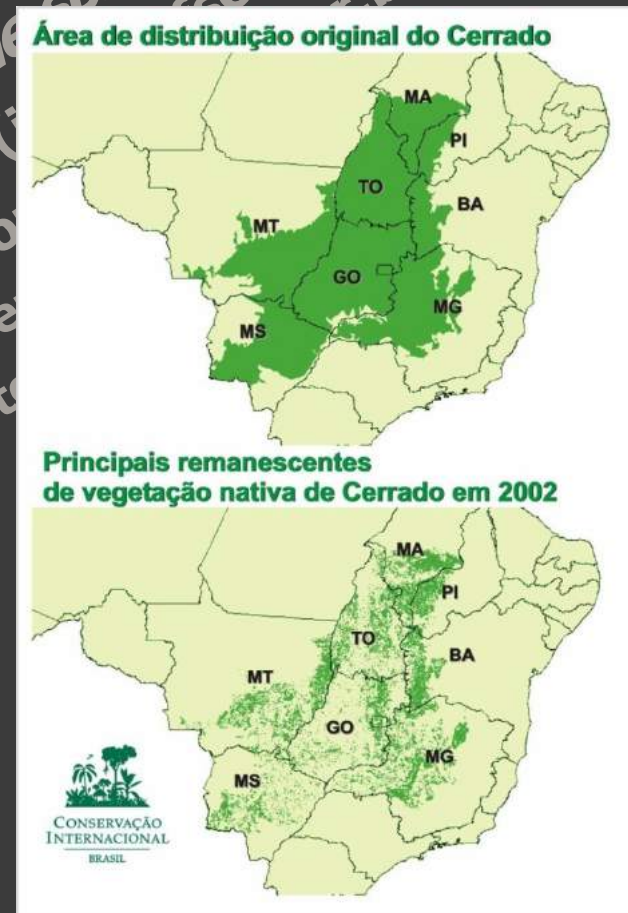 Área de distribuição original do Cerrado
MA
PI
TO
BA
MT
GO
MG
MS
Principais remanescentes
de vegetação nativa de Cerrado em 2002
MA
PI
TO
BA
MT
GO
MG
MS
CONSERVAÇÃO
INTERNACIONAL
BRASIL